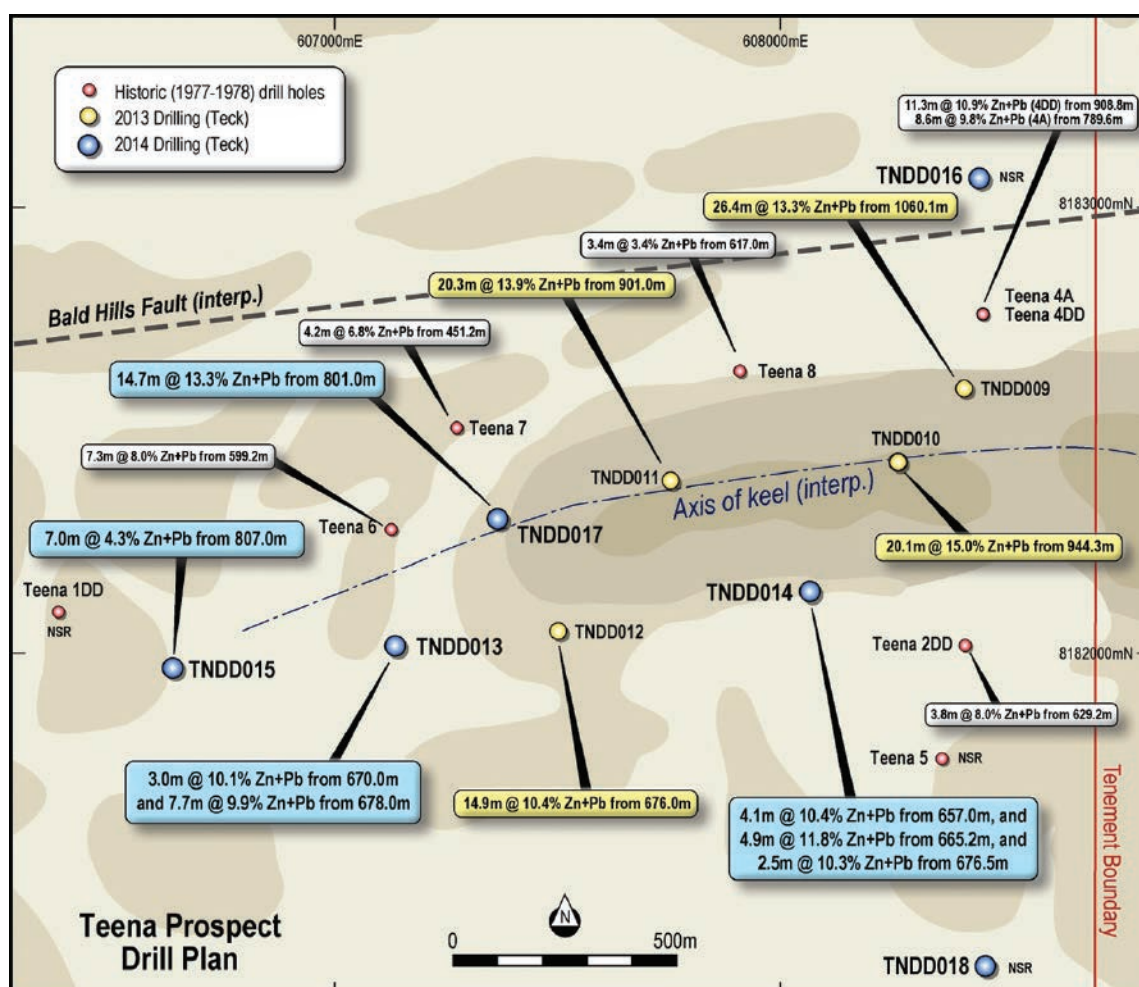 607000mE
608000mE
Historic (1977-1978) drill holes
2013 Drilling (Teck)
2014 Drilling (Teck)
11.3m @ 10.9% Zn+Pb (4DD) from 908.8m
8.6m @ 9.8% Zn+Pb (4A) from 789.6m
TNDD016
NSR
26.4m @ 13.3% Zn+Pb from 1060.1m
8183000mN
3.4m @ 3.4% Zn+Pb from 617.0m
20.3m @ 13.9% Zn+Pb from 901.0m
Bald Hills Fault (interp.)
Teena 4A
Teena 4DD
4.2m @ 6.8% Zn+Pb from 451.2m
14.7m @ 13.3% Zn+Pb from 801.0m
Teena 8
TNDD009
Teena 7
TNDD010
7.3m @ 8.0% Zn+Pb from 599.2m
TNDD011
Axis of keel (interp.)
Teena 6
TNDD017
7.0m @ 4.3% Zn+Pb from 807.0m
20.1m @ 15.0% Zn+Pb from 944.3m
Teena 1DD
NSR
TNDD014
TNDD012
TNDD013
Teena 2DD
8182000mN
TNDD015
3.8m @ 8.0% Zn+Pb from 629.2m
Teena 5
NSR
Tenement Boundary
3.0m @ 10.1% Zn+Pb from 670.0m
and 7.7m @ 9.9% Zn+Pb from 678.0m
14.9m @ 10.4% Zn+Pb from 676.0m
4.1m @ 10.4% Zn+Pb from 657.0m, and
4.9m @ 11.8% Zn+Pb from 665.2m, and
2.5m @ 10.3% Zn+Pb from 676.5m
Teena Prospect
Drill Plan
N
0
500m
TNDD018
NSR